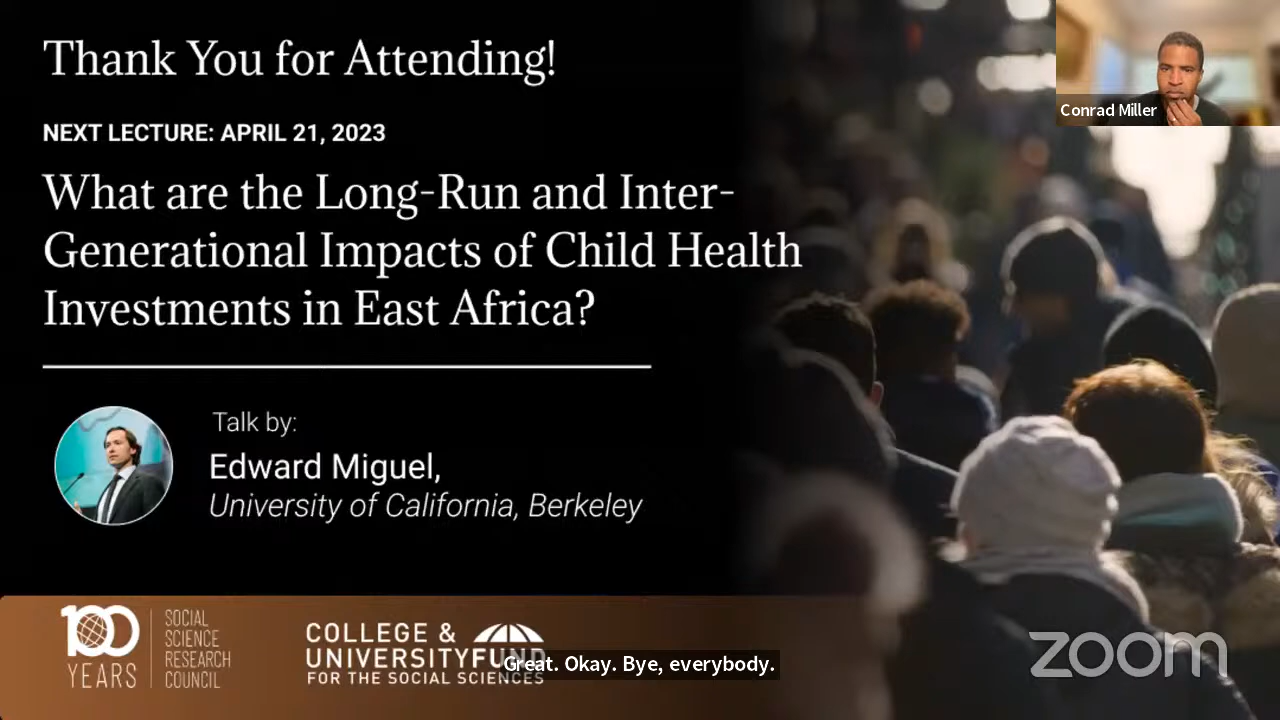 Thank You for Attending!
NEXT LECTURE: APRIL 21, 2023
What are the Long-Run and Inter-
Generational Impacts of Child Health
Investments in East Africa?
Talk by:
Edward Miguel,
University of California, Berkeley
Conrad Miller
100
YEARS
SOCIAL
SCIENCE
RESEARCH
COUNCIL
COLLEGE &
UNIVERSITYFUND
FOR THE SOCIAL SCIENCES
Great. Okay. Bye, everybody.
zoom